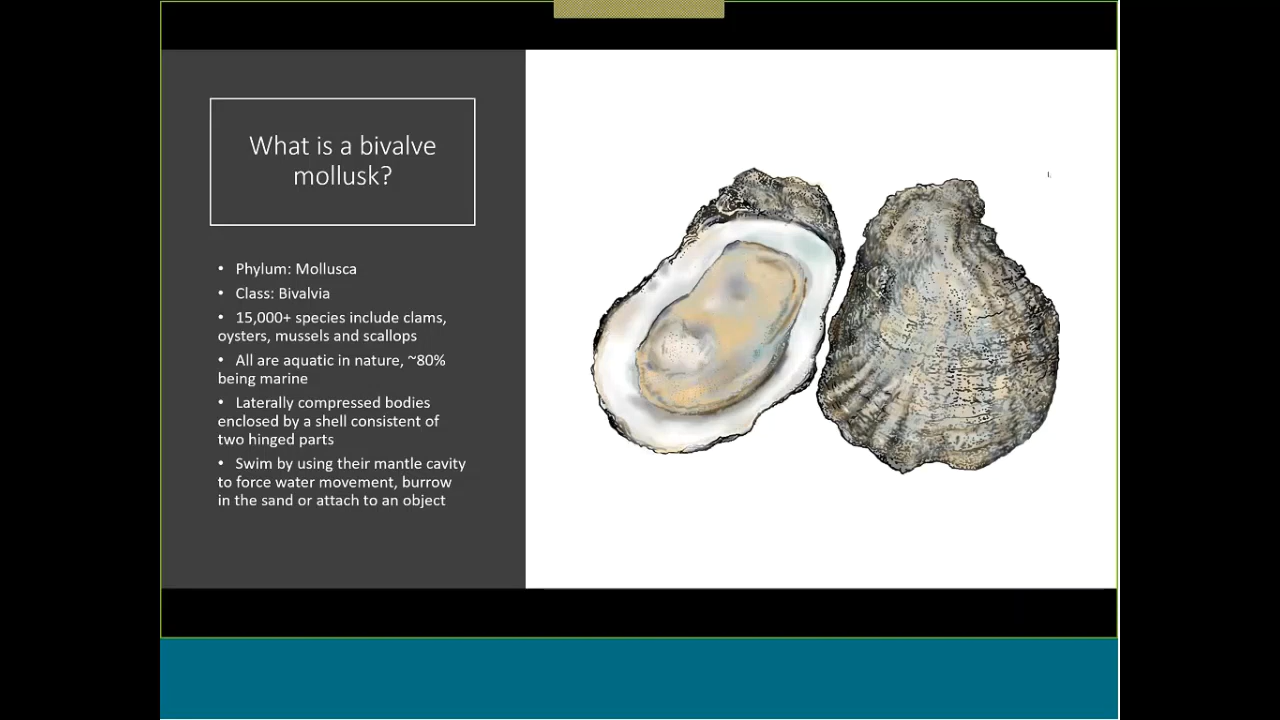 What is a bivalve
mollusk?
• Phylum: Mollusca
• Class: Bivalvia
• 15,000+ species include clams,
oysters, mussels and scallops
• All are aquatic in nature, ~80%
being marine
• Laterally compressed bodies
enclosed by a shell consistent of
two hinged parts
• Swim by using their mantle cavity
to force water movement, burrow
in the sand or attach to an object
1.